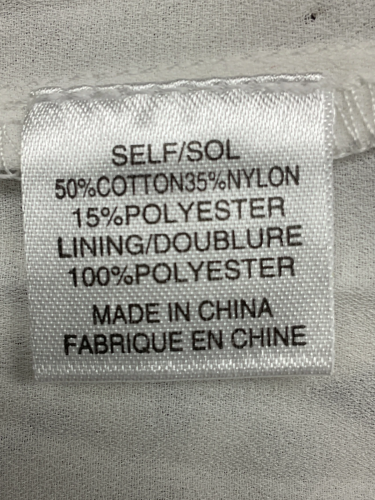 SELF/SOL
50%COTTON35%NYLON
15%POLYESTER
LINING/DOUBLURE
100%POLYESTER
MADE IN CHINA
FABRIQUE EN CHINE